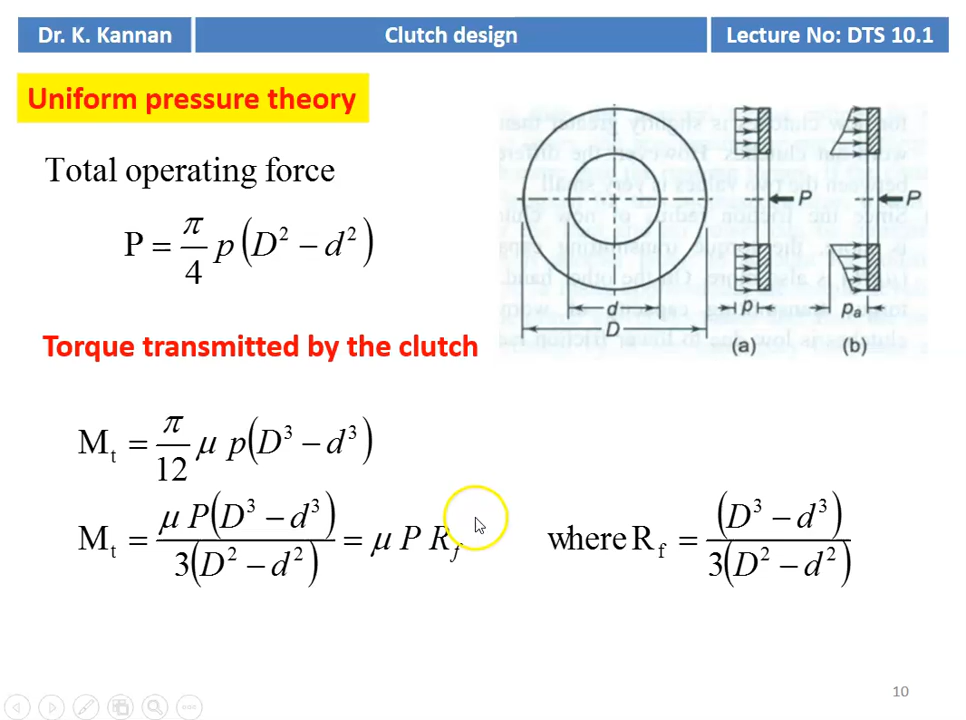 Dr. K. Kannan
Clutch design
Lecture No: DTS 10.1
Uniform pressure theory
Total operating force
P = π/4 p (D² − d²)
Torque transmitted by the clutch
M_t = π/12 μ p(D³ − d³)
M_t = μ P(D³ − d³) / 3(D² − d²) = μ P R_f where R_f = (D³ − d³) / 3(D² − d²)
P
P
d
D
p
p_a
(a)
(b)
10